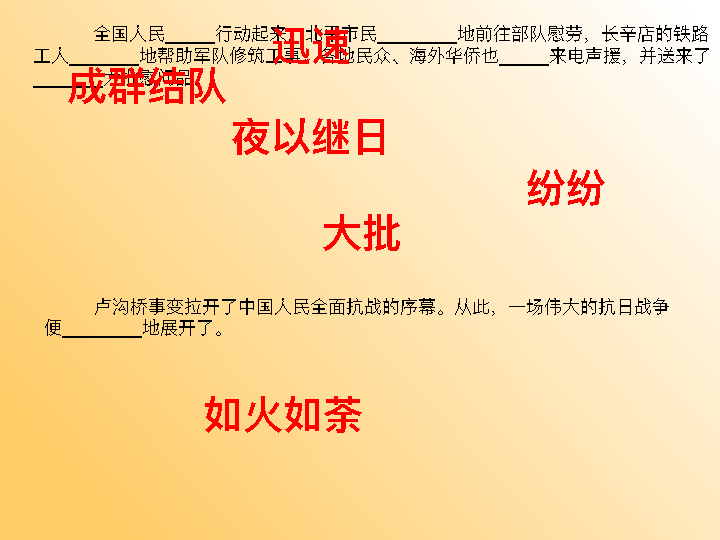 全国人民_____行动起来，北平市民________地前往部队慰劳，长辛店的铁路
工人_______地帮助军队修筑工事，各地民众、海外华侨也_____来电声援，并送来了
_______大批慰问品。
迅速
成群结队
夜以继日
纷纷
大批
卢沟桥事变拉开了中国人民全面抗战的序幕。从此，一场伟大的抗日战争
便________地展开了。
如火如荼